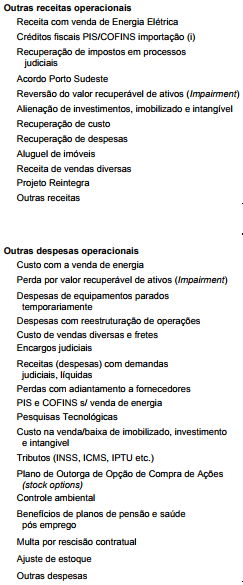 Outras receitas operacionais
Receita com venda de Energia Elétrica
Créditos fiscais PIS/COFINS importação (i)
Recuperação de impostos em processos
judiciais
Acordo Porto Sudeste
Reversão do valor recuperável de ativos (Impairment)
Alienação de investimentos, imobilizado e intangível
Recuperação de custo
Recuperação de despesas
Aluguel de imóveis
Receita de vendas diversas
Projeto Reintegra
Outras receitas
Outras despesas operacionais
Custo com a venda de energia
Perda por valor recuperável de ativos (Impairment)
Despesas de equipamentos parados
temporariamente
Despesas com reestruturação de operações
Custo de vendas diversas e fretes
Encargos judiciais
Receitas (despesas) com demandas
judiciais, líquidas
Perdas com adiantamento a fornecedores
PIS e COFINS s/ venda de energia
Pesquisas Tecnológicas
Custo na venda/baixa de imobilizado, investimento
e intangivel
Tributos (INSS, ICMS, IPTU etc.)
Plano de Outorga de Opção de Compra de Ações
(stock options)
Controle ambiental
Benefícios de planos de pensão e saúde
pós emprego
Multa por rescisão contratual
Ajuste de estoque
Outras despesas